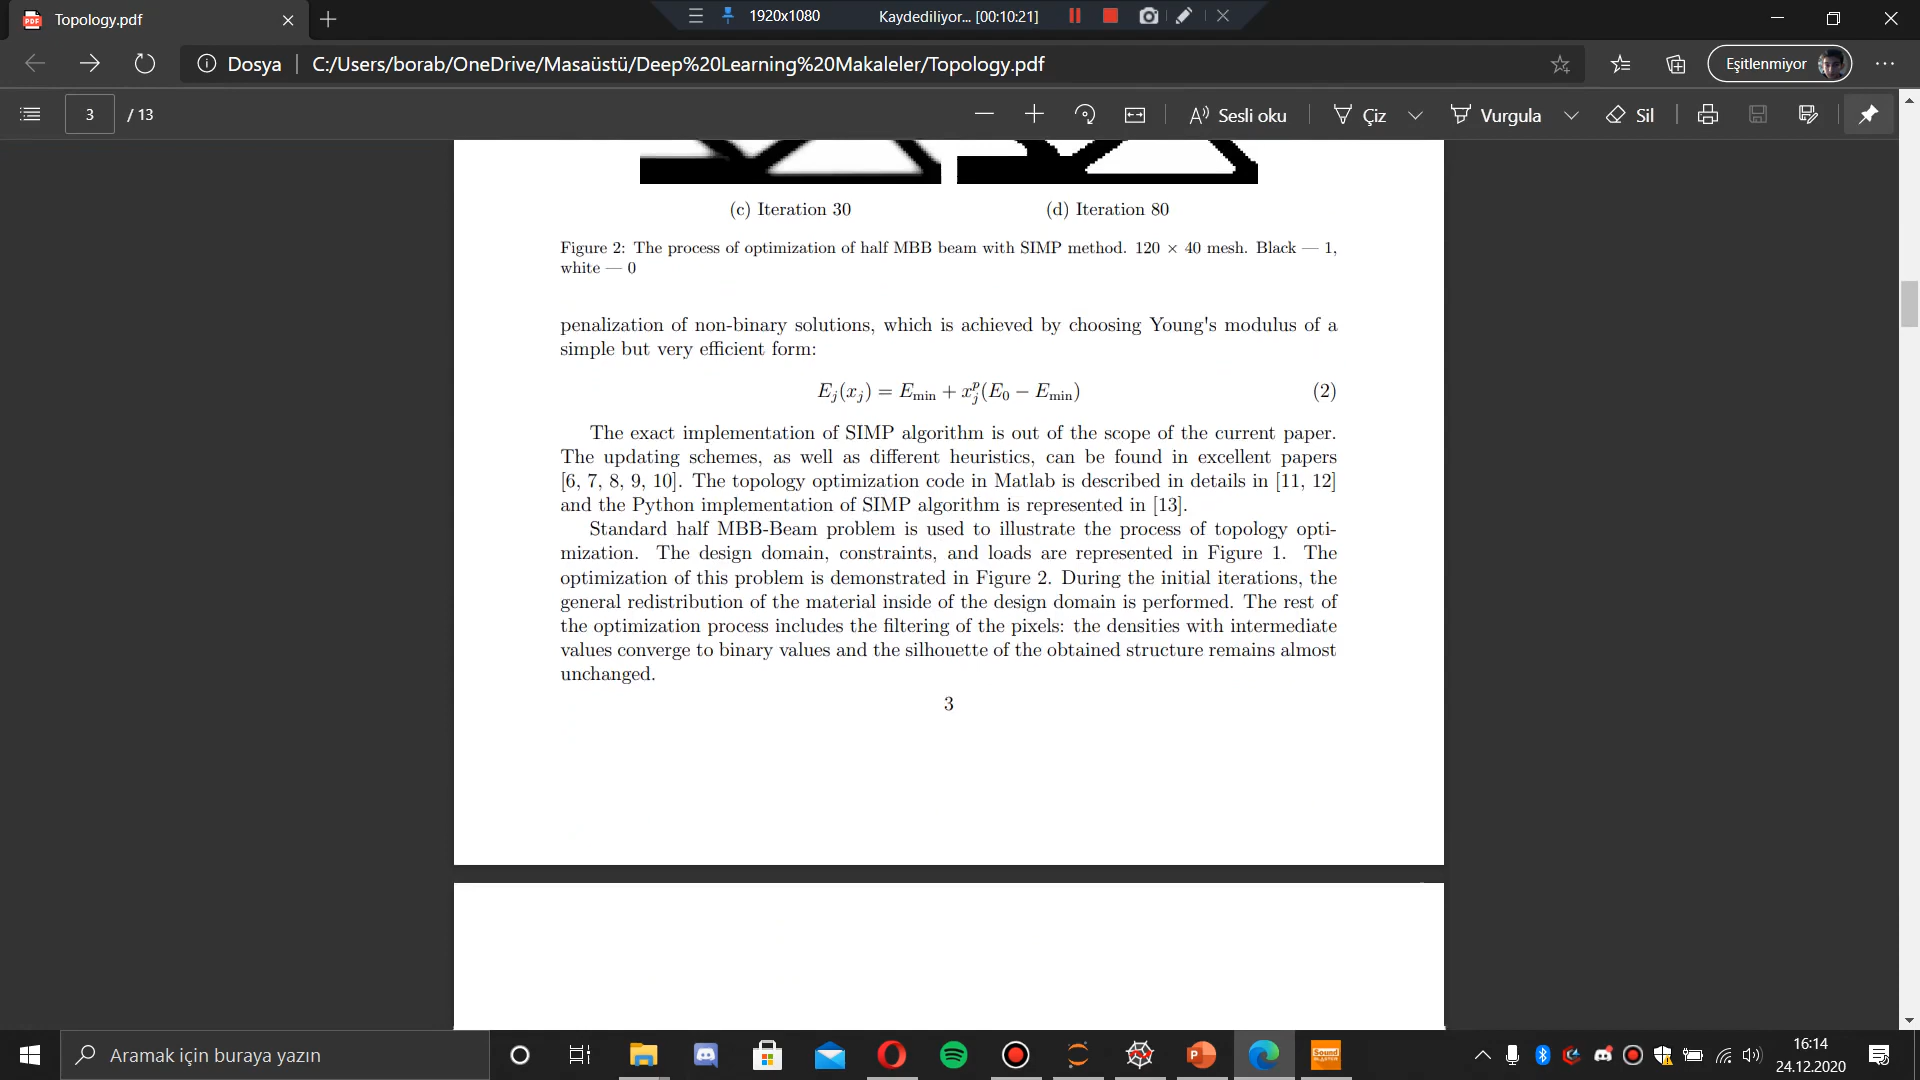 Topology.pdf
1920x1080
Kaydediliyor... [00:10:21]
Dosya
C:/Users/borab/OneDrive/Masaüstü/Deep%20Learning%20Makaleler/Topology.pdf
Eşitlenmiyor
3
/ 13
Sesli oku
Çiz
Vurgula
Sil
(c) Iteration 30
(d) Iteration 80
Figure 2: The process of optimization of half MBB beam with SIMP method. 120 × 40 mesh. Black — 1,
white — 0
penalization of non-binary solutions, which is achieved by choosing Young's modulus of a
simple but very efficient form:
E_j(x_j) = E_min + x_j^p(E_0 − E_min) (2)
The exact implementation of SIMP algorithm is out of the scope of the current paper.
The updating schemes, as well as different heuristics, can be found in excellent papers
[6, 7, 8, 9, 10]. The topology optimization code in Matlab is described in details in [11, 12]
and the Python implementation of SIMP algorithm is represented in [13].
Standard half MBB-Beam problem is used to illustrate the process of topology opti-
mization. The design domain, constraints, and loads are represented in Figure 1. The
optimization of this problem is demonstrated in Figure 2. During the initial iterations, the
general redistribution of the material inside of the design domain is performed. The rest of
the optimization process includes the filtering of the pixels: the densities with intermediate
values converge to binary values and the silhouette of the obtained structure remains almost
unchanged.
3
Aramak için buraya yazın
16:14
24.12.2020